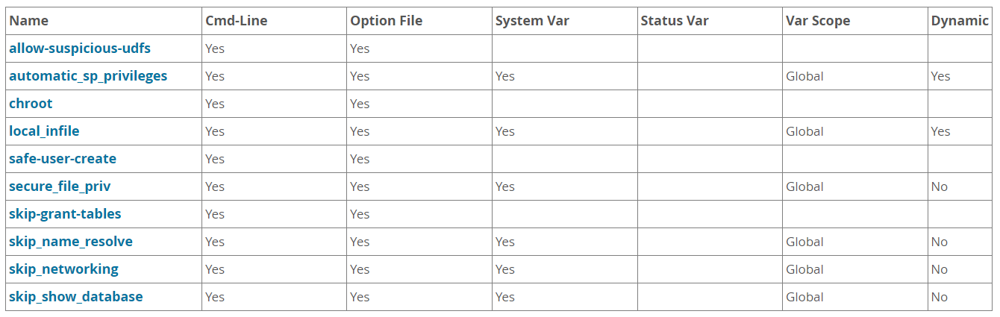 Name Cmd-Line Option File System Var Status Var Var Scope Dynamic
allow-suspicious-udfs Yes Yes
automatic_sp_privileges Yes Yes Yes Global Yes
chroot Yes Yes
local_infile Yes Yes Yes Global Yes
safe-user-create Yes Yes
secure_file_priv Yes Yes Yes Global No
skip-grant-tables Yes Yes
skip_name_resolve Yes Yes Yes Global No
skip_networking Yes Yes Yes Global No
skip_show_database Yes Yes Yes Global No